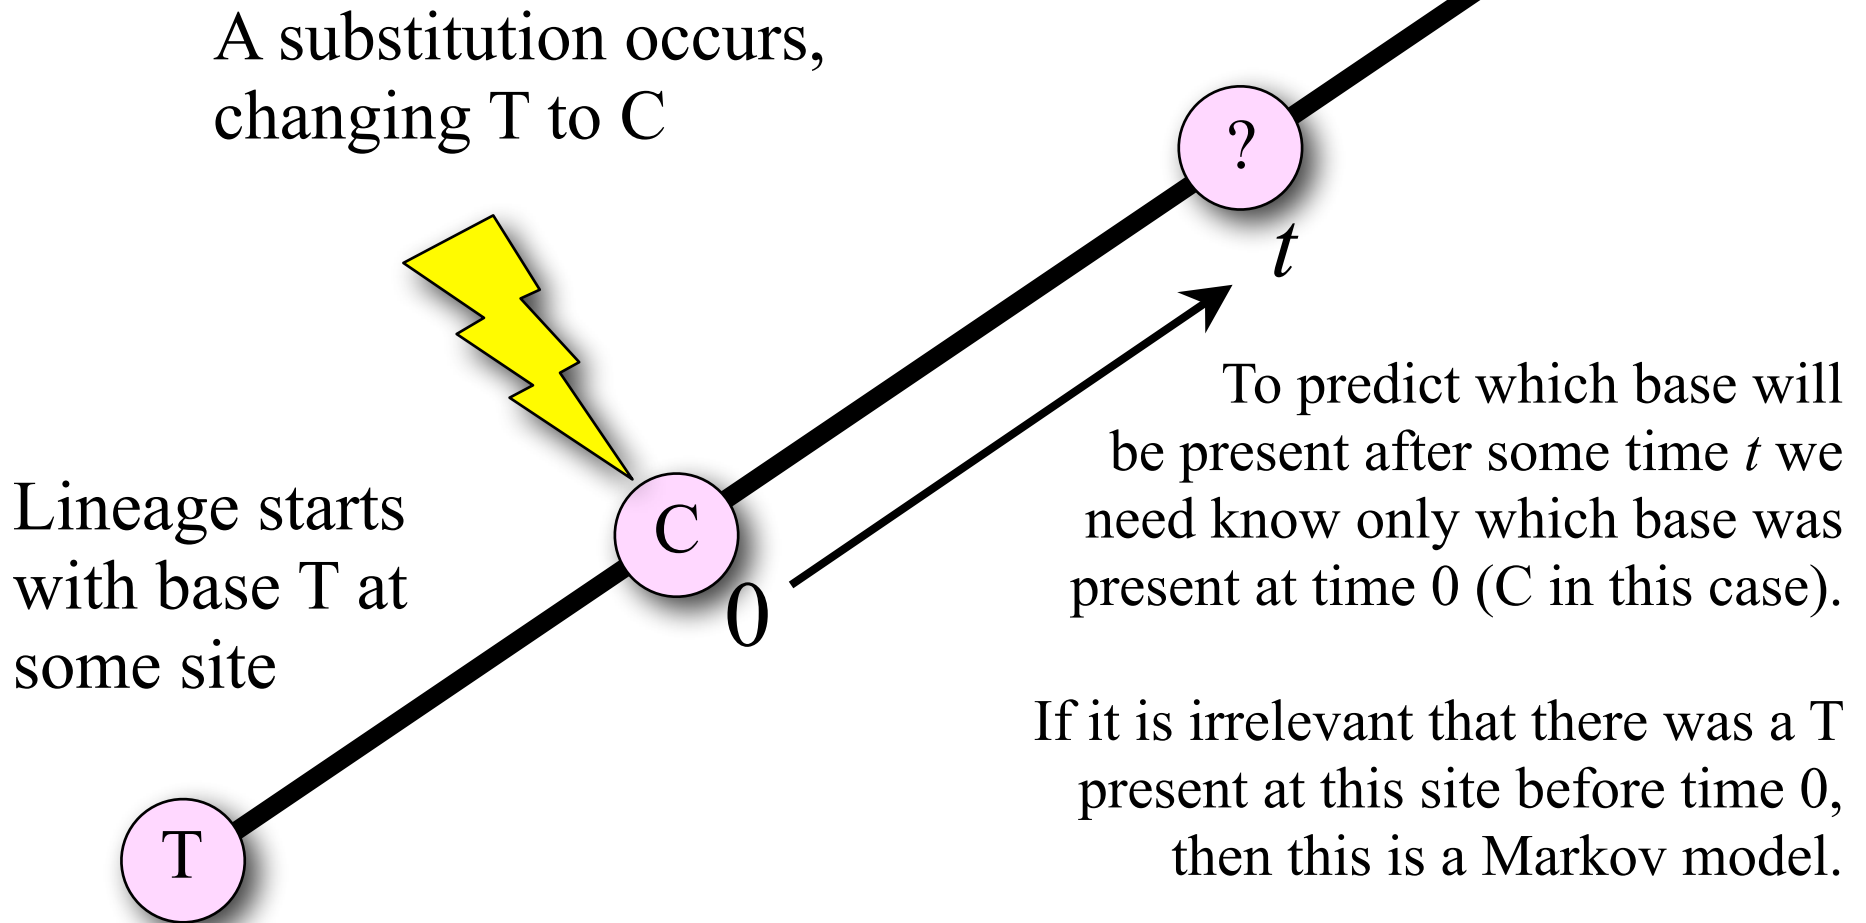 A substitution occurs,
changing T to C
?
t
To predict which base will
be present after some time t we
need know only which base was
present at time 0 (C in this case).
Lineage starts
with base T at
some site
C
0
If it is irrelevant that there was a T
present at this site before time 0,
then this is a Markov model.
T